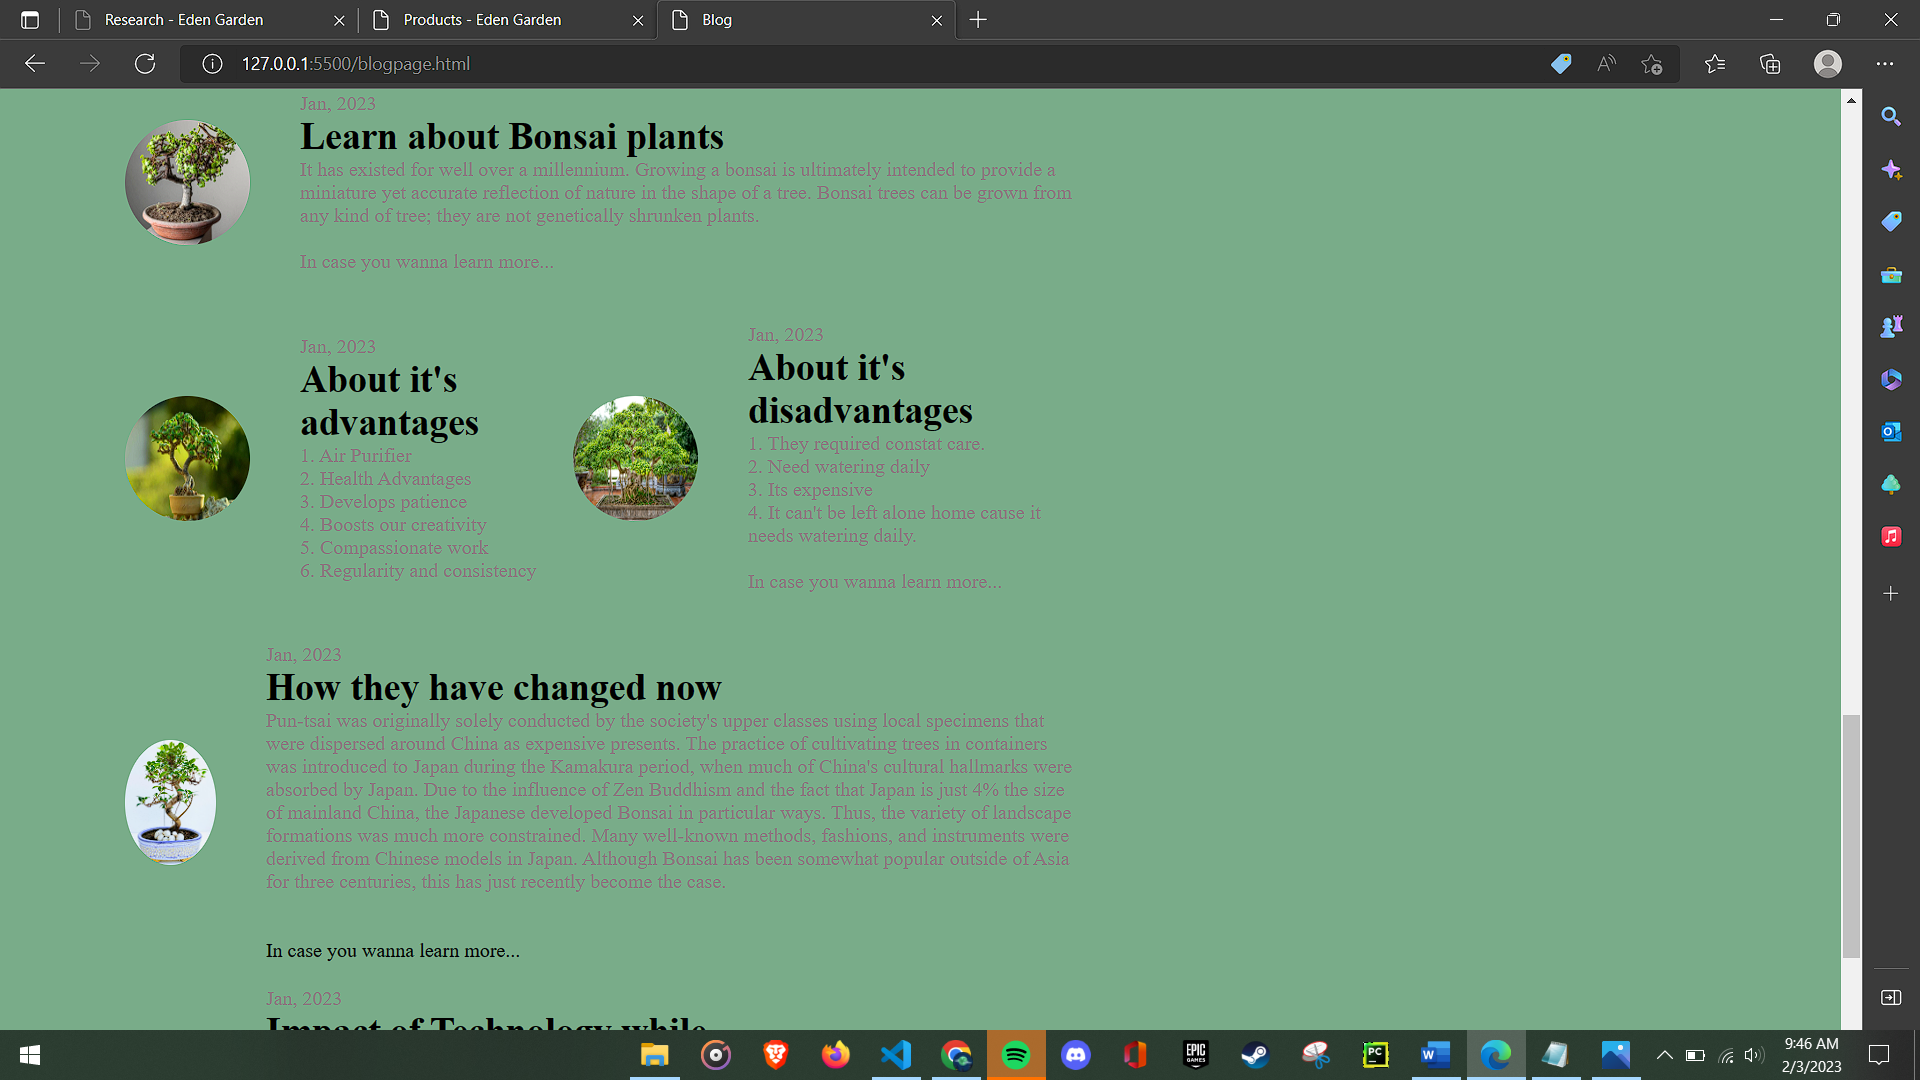 Research - Eden Garden
Products - Eden Garden
Blog
127.0.0.1:5500/blogpage.html
Jan, 2023
Learn about Bonsai plants
It has existed for well over a millennium. Growing a bonsai is ultimately intended to provide a
miniature yet accurate reflection of nature in the shape of a tree. Bonsai trees can be grown from
any kind of tree; they are not genetically shrunken plants.
In case you wanna learn more...
Jan, 2023
About it's
advantages
1. Air Purifier
2. Health Advantages
3. Develops patience
4. Boosts our creativity
5. Compassionate work
6. Regularity and consistency
Jan, 2023
About it's
disadvantages
1. They required constat care.
2. Need watering daily
3. Its expensive
4. It can't be left alone home cause it
needs watering daily.
In case you wanna learn more...
Jan, 2023
How they have changed now
Pun-tsai was originally solely conducted by the society's upper classes using local specimens that
were dispersed around China as expensive presents. The practice of cultivating trees in containers
was introduced to Japan during the Kamakura period, when much of China's cultural hallmarks were
absorbed by Japan. Due to the influence of Zen Buddhism and the fact that Japan is just 4% the size
of mainland China, the Japanese developed Bonsai in particular ways. Thus, the variety of landscape
formations was much more constrained. Many well-known methods, fashions, and instruments were
derived from Chinese models in Japan. Although Bonsai has been somewhat popular outside of Asia
for three centuries, this has just recently become the case.
In case you wanna learn more...
Jan, 2023
Impact of Technology while
EPIC
GAMES
PC
W
9:46 AM
2/3/2023